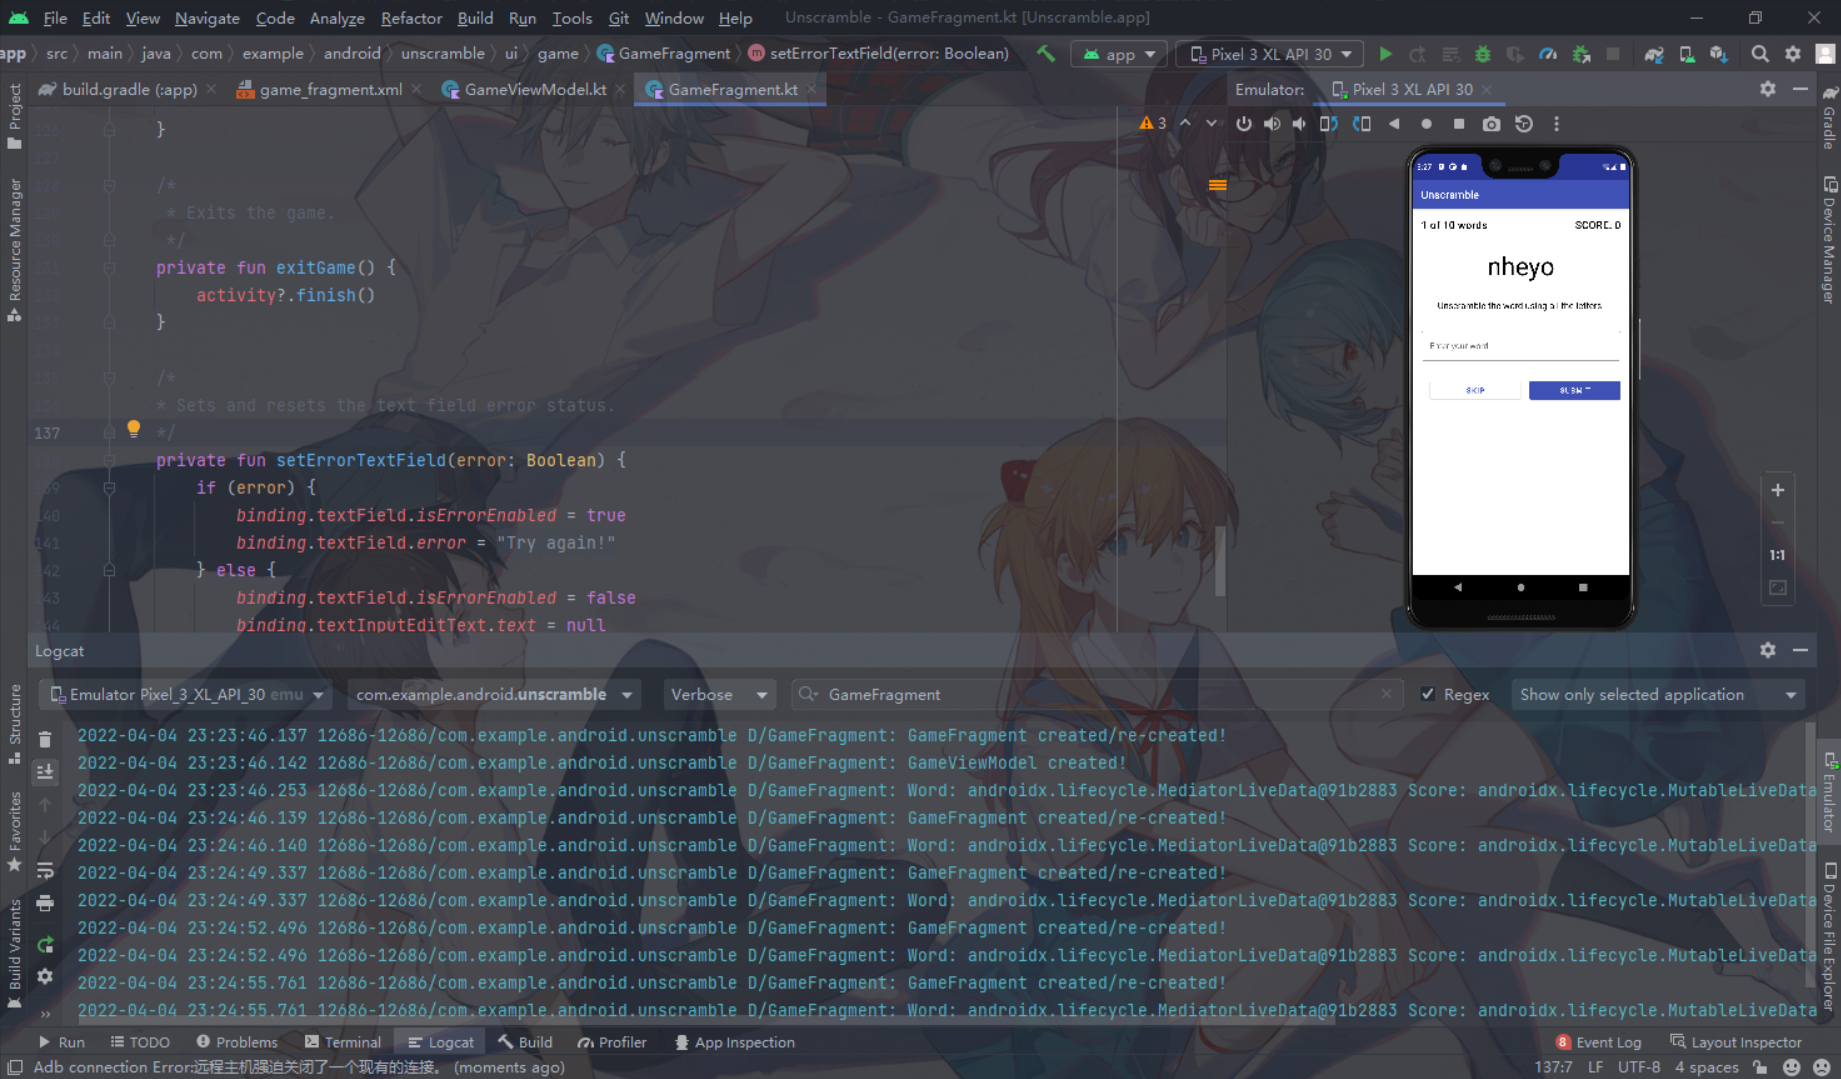 File Edit View Navigate Code Analyze Refactor Build Run Tools Git Window Help Unscramble - GameFragment.kt [Unscramble.app]
app src main java com example android unscramble ui game GameFragment setErrorTextField(error: Boolean) app Pixel 3 XL API 30
build.gradle (:app) game_fragment.xml GameViewModel.kt GameFragment.kt Emulator: Pixel 3 XL API 30
3
126 }
127
128 /*
129 * Exits the game.
130 */
131 private fun exitGame() {
132 activity?.finish()
133 }
134
135 /*
136 * Sets and resets the text field error status.
137 */
138 private fun setErrorTextField(error: Boolean) {
139 if (error) {
140 binding.textField.isErrorEnabled = true
141 binding.textField.error = "Try again!"
142 } else {
143 binding.textField.isErrorEnabled = false
144 binding.textInputEditText.text = null
Unscramble
1 of 10 words SCORE: 0
nheyo
Unscramble the word using all the letters.
Enter your word
SKIP SUBMIT
1:1
Logcat
Emulator Pixel_3_XL_API_30 emu com.example.android.unscramble Verbose GameFragment Regex Show only selected application
2022-04-04 23:23:46.137 12686-12686/com.example.android.unscramble D/GameFragment: GameFragment created/re-created!
2022-04-04 23:23:46.142 12686-12686/com.example.android.unscramble D/GameFragment: GameViewModel created!
2022-04-04 23:23:46.253 12686-12686/com.example.android.unscramble D/GameFragment: Word: androidx.lifecycle.MediatorLiveData@91b2883 Score: androidx.lifecycle.MutableLiveData
2022-04-04 23:24:46.139 12686-12686/com.example.android.unscramble D/GameFragment: GameFragment created/re-created!
2022-04-04 23:24:46.140 12686-12686/com.example.android.unscramble D/GameFragment: Word: androidx.lifecycle.MediatorLiveData@91b2883 Score: androidx.lifecycle.MutableLiveData
2022-04-04 23:24:49.337 12686-12686/com.example.android.unscramble D/GameFragment: GameFragment created/re-created!
2022-04-04 23:24:49.337 12686-12686/com.example.android.unscramble D/GameFragment: Word: androidx.lifecycle.MediatorLiveData@91b2883 Score: androidx.lifecycle.MutableLiveData
2022-04-04 23:24:52.496 12686-12686/com.example.android.unscramble D/GameFragment: GameFragment created/re-created!
2022-04-04 23:24:52.496 12686-12686/com.example.android.unscramble D/GameFragment: Word: androidx.lifecycle.MediatorLiveData@91b2883 Score: androidx.lifecycle.MutableLiveData
2022-04-04 23:24:55.761 12686-12686/com.example.android.unscramble D/GameFragment: GameFragment created/re-created!
2022-04-04 23:24:55.761 12686-12686/com.example.android.unscramble D/GameFragment: Word: androidx.lifecycle.MediatorLiveData@91b2883 Score: androidx.lifecycle.MutableLiveData
Run TODO Problems Terminal Logcat Build Profiler App Inspection 8 Event Log Layout Inspector
Adb connection Error:远程主机强迫关闭了一个现有的连接。 (moments ago) 137:7 LF UTF-8 4 spaces
Project
Resource Manager
Structure
Favorites
Build Variants
Gradle
Device Manager
Emulator
Device File Explorer